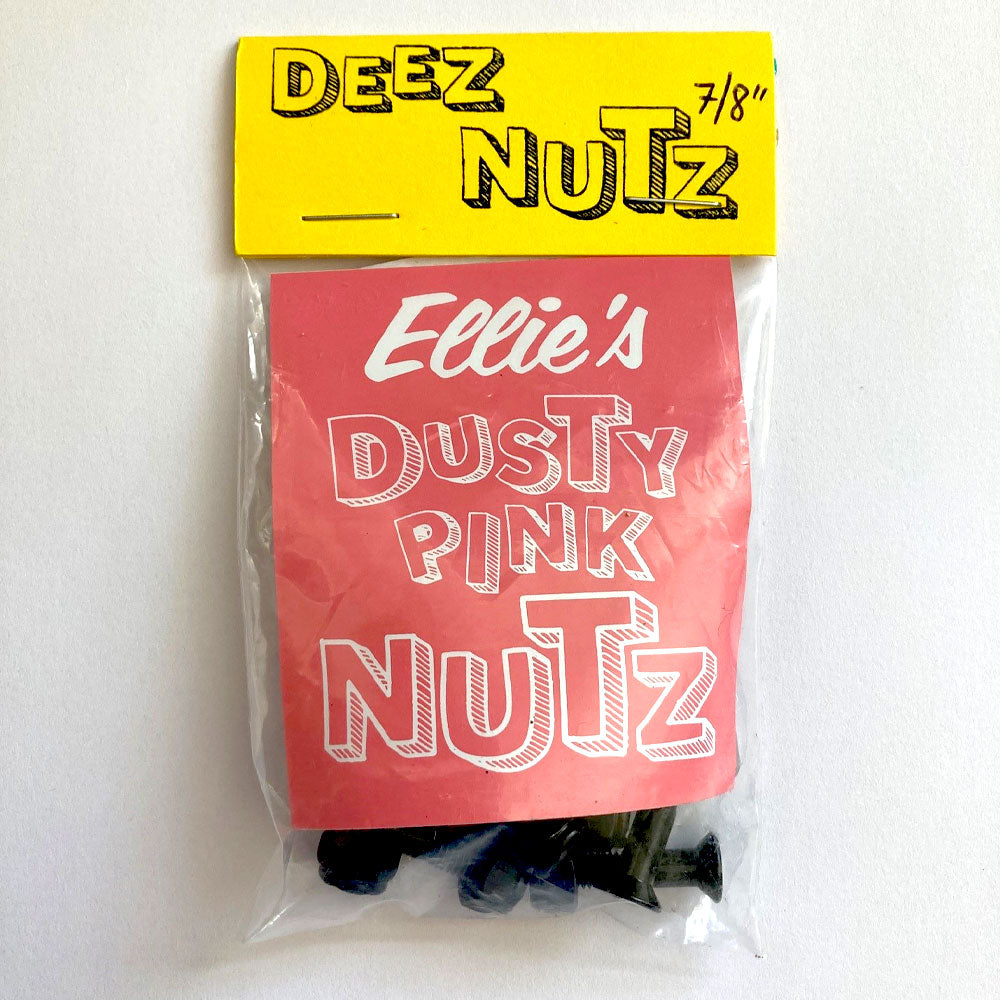 DEEZ
NUTZ
7/8"
Ellie's
DUSTY
PINK
NUTZ